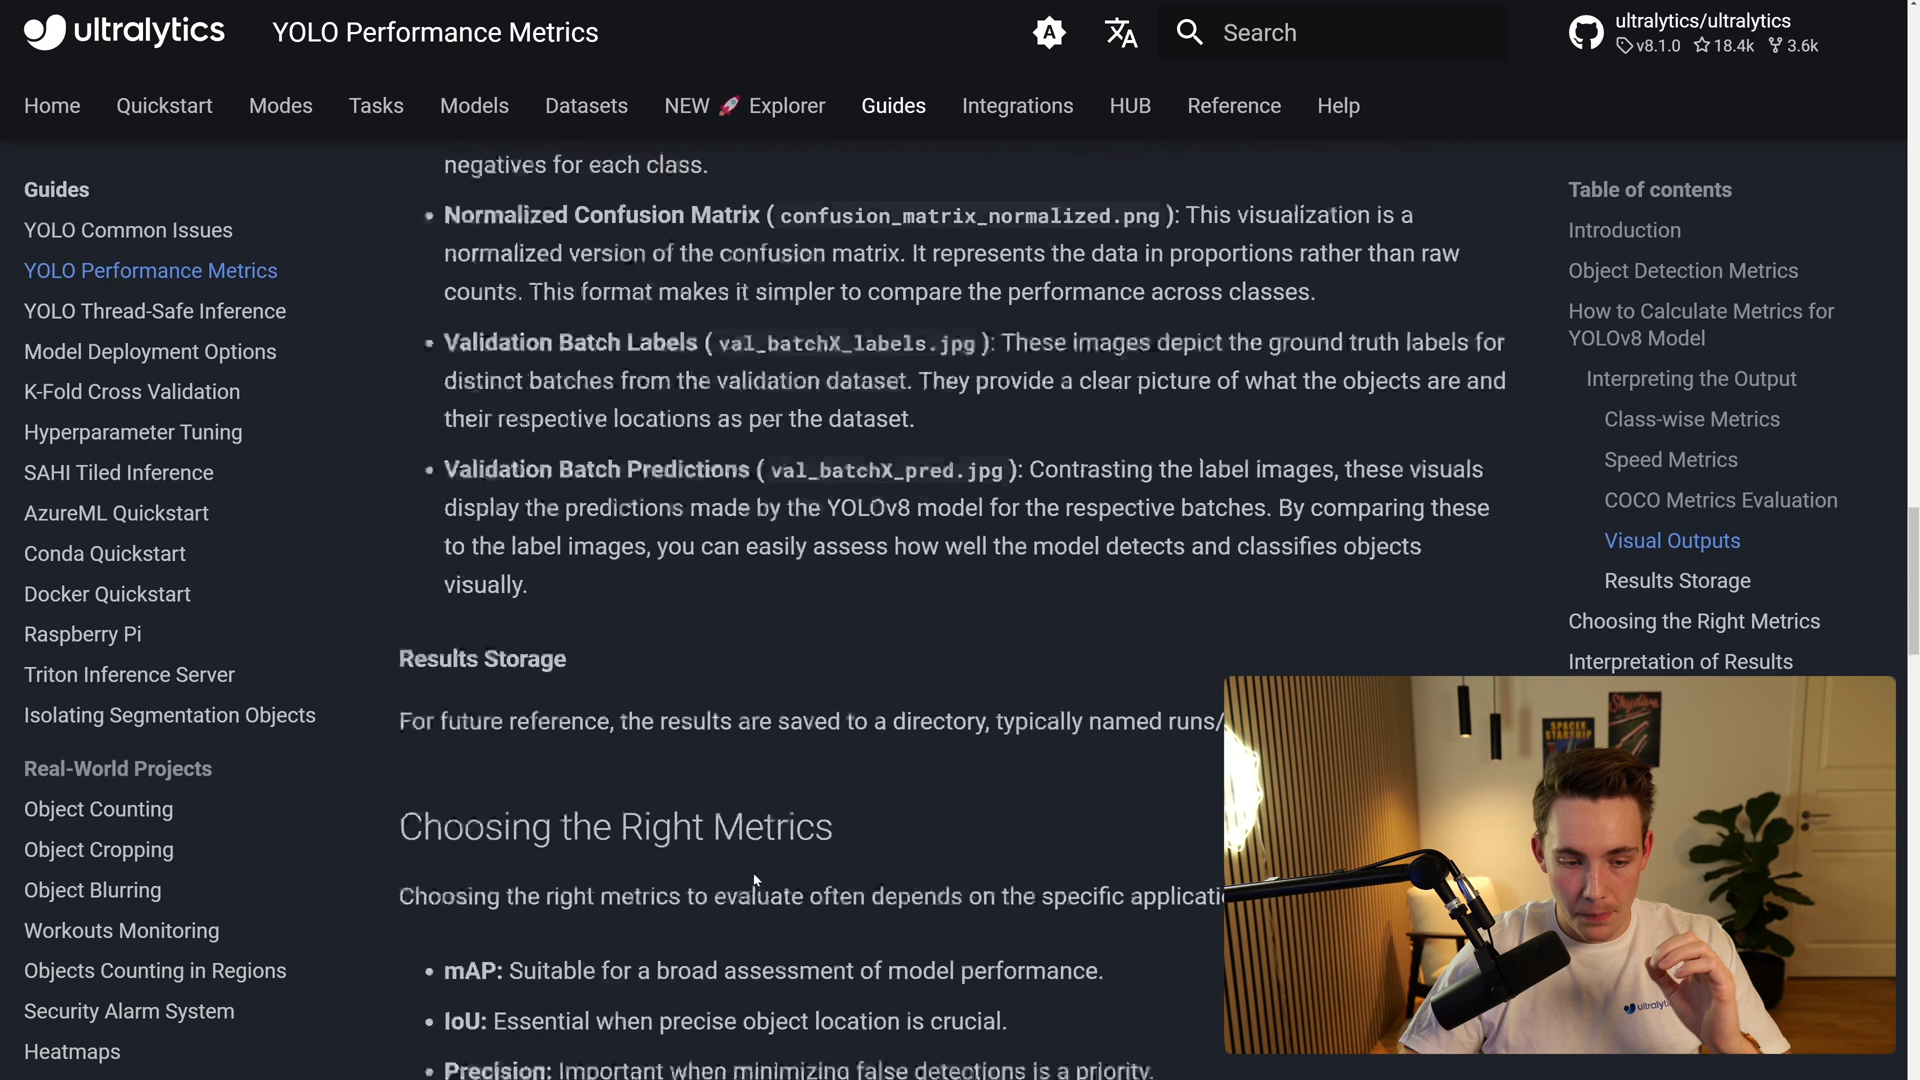 ultralytics
YOLO Performance Metrics
A
Search
ultralytics/ultralytics
v8.1.0 18.4k 3.6k
Home Quickstart Modes Tasks Models Datasets NEW 🚀 Explorer Guides Integrations HUB Reference Help
Guides
YOLO Common Issues
YOLO Performance Metrics
YOLO Thread-Safe Inference
Model Deployment Options
K-Fold Cross Validation
Hyperparameter Tuning
SAHI Tiled Inference
AzureML Quickstart
Conda Quickstart
Docker Quickstart
Raspberry Pi
Triton Inference Server
Isolating Segmentation Objects
Real-World Projects
Object Counting
Object Cropping
Object Blurring
Workouts Monitoring
Objects Counting in Regions
Security Alarm System
Heatmaps
negatives for each class.
• Normalized Confusion Matrix ( confusion_matrix_normalized.png ): This visualization is a
normalized version of the confusion matrix. It represents the data in proportions rather than raw
counts. This format makes it simpler to compare the performance across classes.
• Validation Batch Labels ( val_batchX_labels.jpg ): These images depict the ground truth labels for
distinct batches from the validation dataset. They provide a clear picture of what the objects are and
their respective locations as per the dataset.
• Validation Batch Predictions ( val_batchX_pred.jpg ): Contrasting the label images, these visuals
display the predictions made by the YOLOv8 model for the respective batches. By comparing these
to the label images, you can easily assess how well the model detects and classifies objects
visually.
Results Storage
For future reference, the results are saved to a directory, typically named runs/
Choosing the Right Metrics
Choosing the right metrics to evaluate often depends on the specific applicati
• mAP: Suitable for a broad assessment of model performance.
• IoU: Essential when precise object location is crucial.
• Precision: Important when minimizing false detections is a priority.
Table of contents
Introduction
Object Detection Metrics
How to Calculate Metrics for
YOLOv8 Model
Interpreting the Output
Class-wise Metrics
Speed Metrics
COCO Metrics Evaluation
Visual Outputs
Results Storage
Choosing the Right Metrics
Interpretation of Results
SPACEX
STARSHIP
Skydive
ultralytic